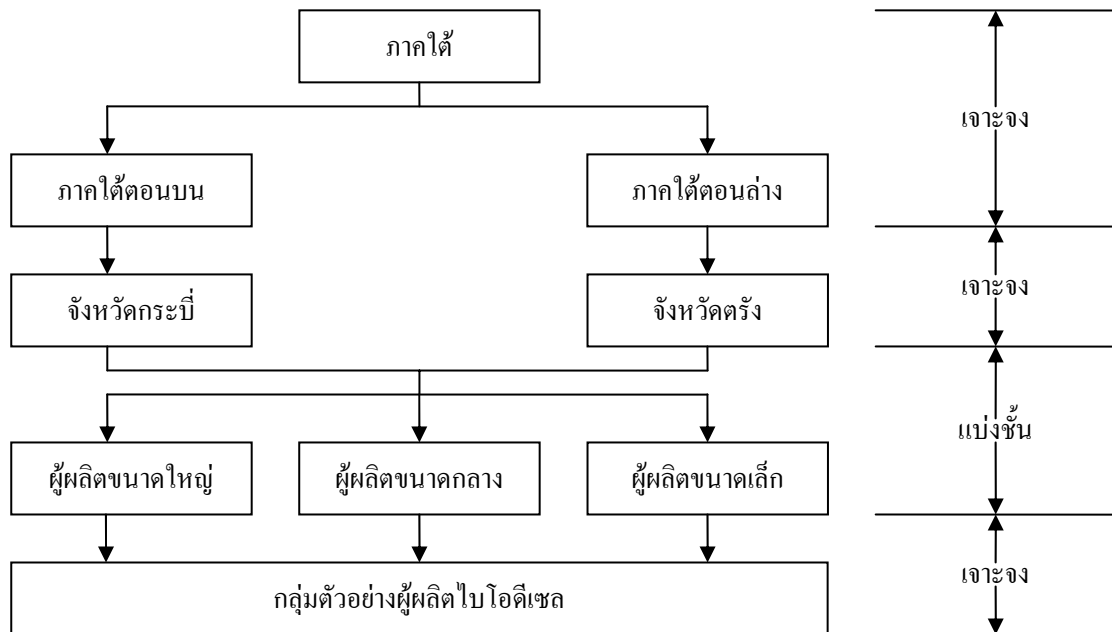 ภาคใต้
เจาะจง
ภาคใต้ตอนบน
ภาคใต้ตอนล่าง
จังหวัดกระบี่
จังหวัดตรัง
เจาะจง
แบ่งชั้น
ผู้ผลิตขนาดใหญ่
ผู้ผลิตขนาดกลาง
ผู้ผลิตขนาดเล็ก
กลุ่มตัวอย่างผู้ผลิตไบโอดีเซล
เจาะจง